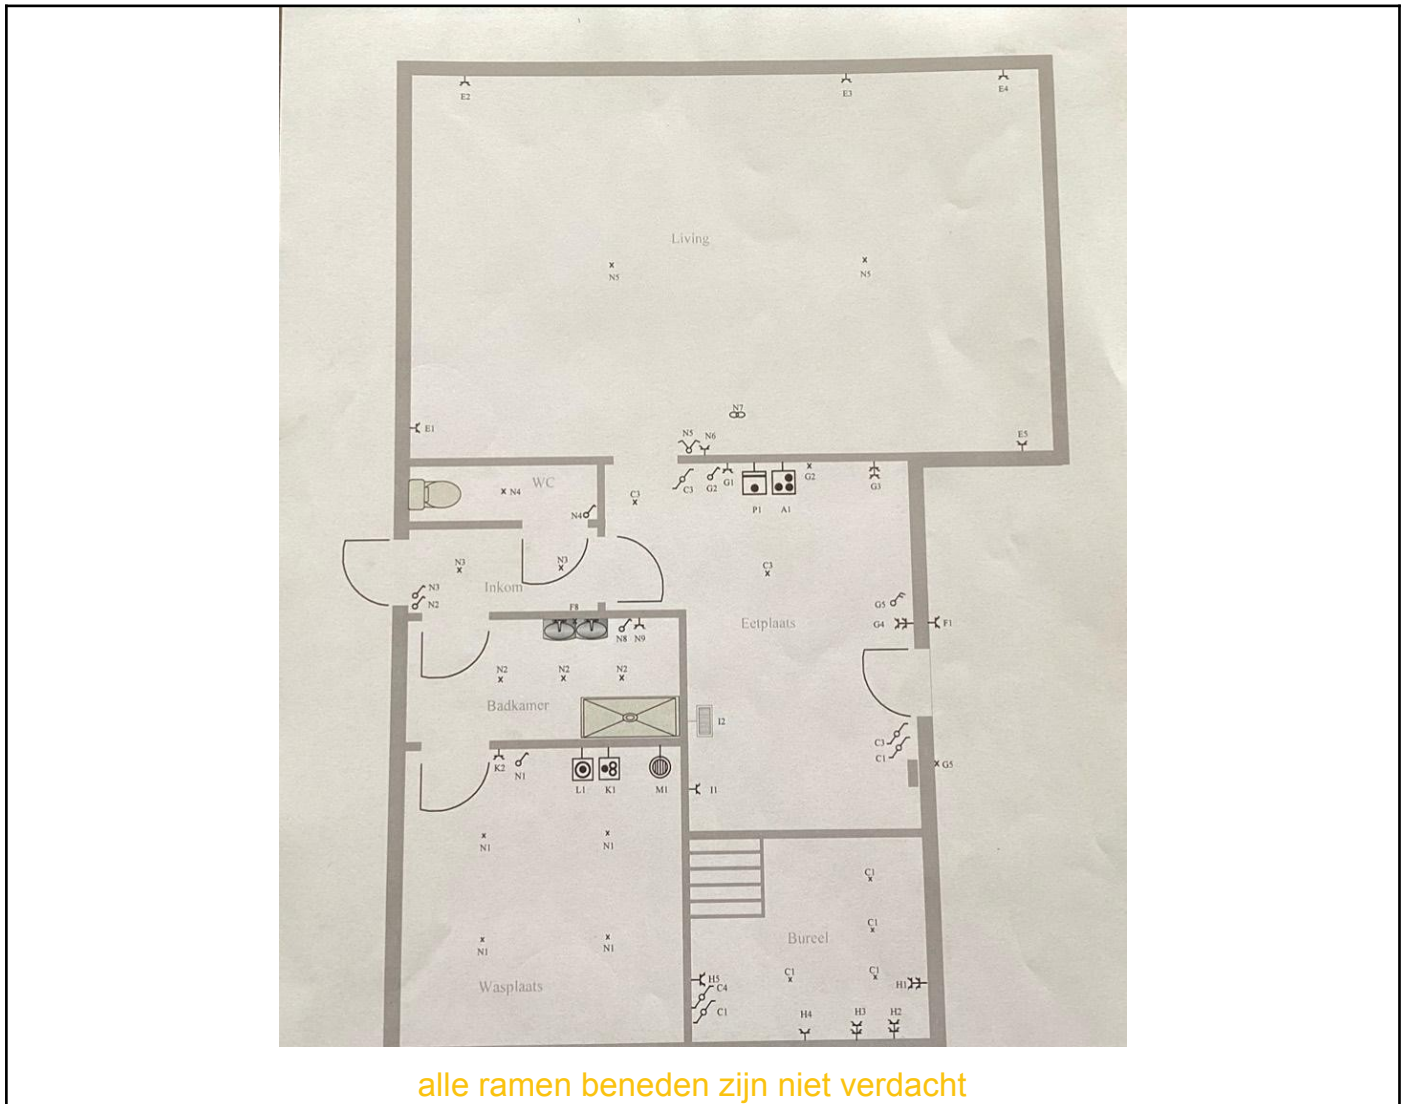 E2
E3
E4
Living
N5
N5
N7
E1
N5
N6
E5
WC
N4
C3
C3
G2
G1
G2
G3
P1
A1
N4
N3
N3
C3
Inkom
N3
N2
F8
G5
G4
F1
Eetplaats
N8
N9
N2
N2
N2
Badkamer
I2
C3
C1
G5
K2
N1
L1
K1
M1
I1
N1
N1
C1
C1
Bureel
N1
N1
C1
C1
Wasplaats
H5
H1
C4
C1
H4
H3
H2
alle ramen beneden zijn niet verdacht